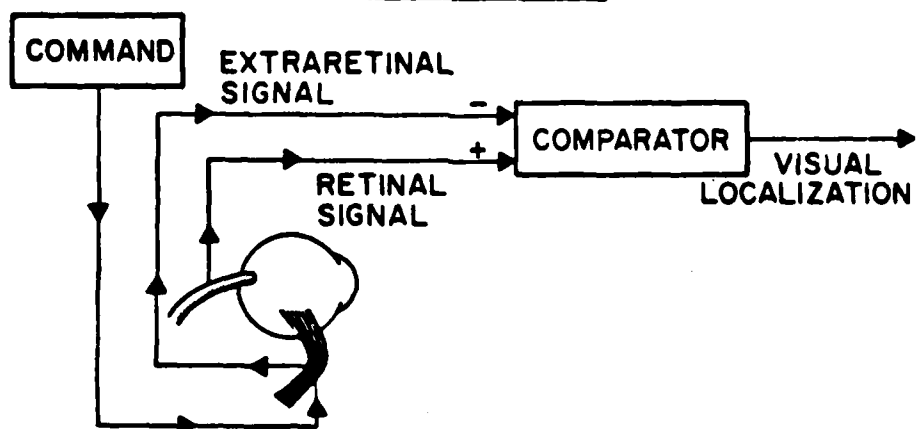 COMMAND
EXTRARETINAL
SIGNAL
-
+
RETINAL
SIGNAL
COMPARATOR
VISUAL
LOCALIZATION